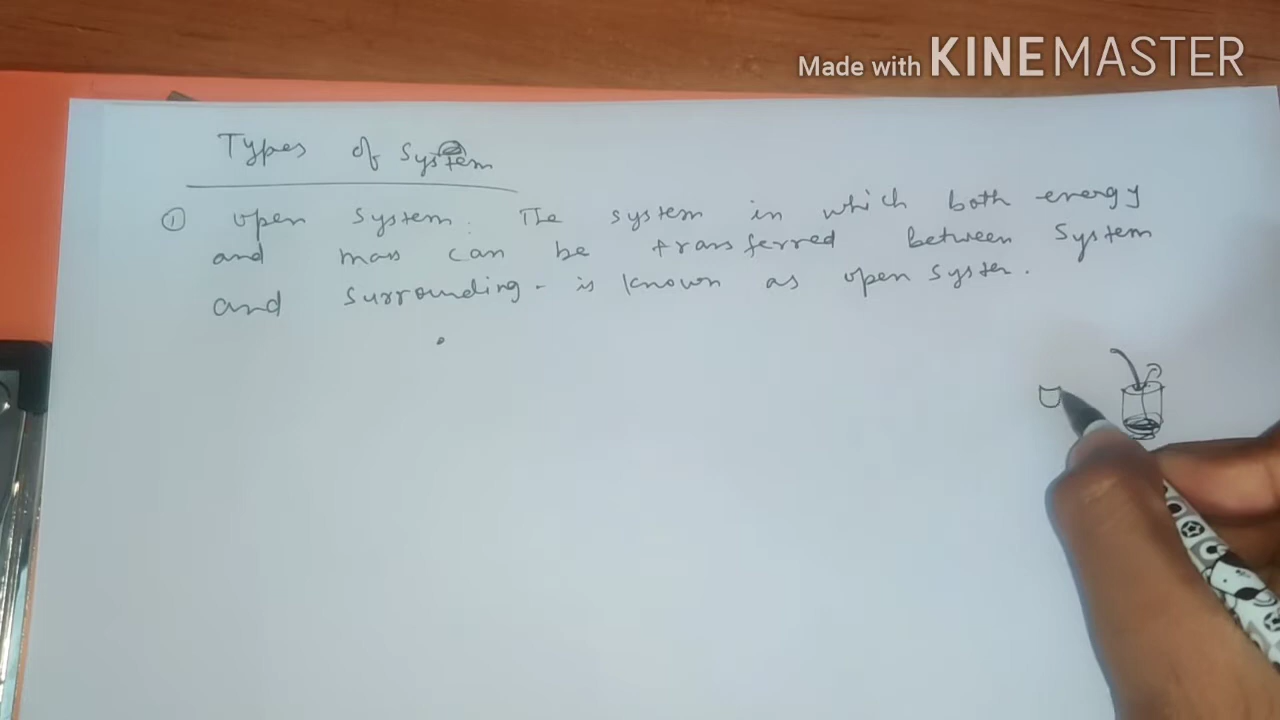 Made with KINEMASTER
Types of System
① open system. The system in which both energy
and mass can be transferred between System
and surrounding - is known as open syster.